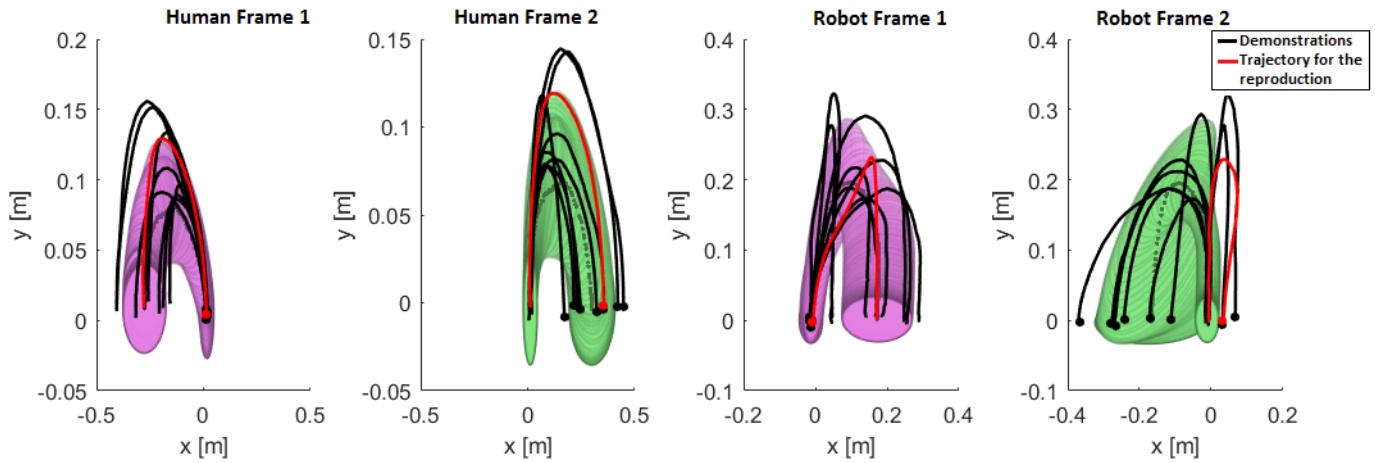 Human Frame 1
Human Frame 2
Robot Frame 1
Robot Frame 2
Demonstrations
Trajectory for the
reproduction
0.2
0.15
0.1
0.05
0
-0.05
-0.5
0
0.5
y [m]
x [m]
0.15
0.1
0.05
0
-0.05
-0.5
0
0.5
y [m]
x [m]
0.4
0.3
0.2
0.1
0
-0.1
-0.2
0
0.2
0.4
y [m]
x [m]
0.4
0.3
0.2
0.1
0
-0.1
-0.4
-0.2
0
0.2
y [m]
x [m]